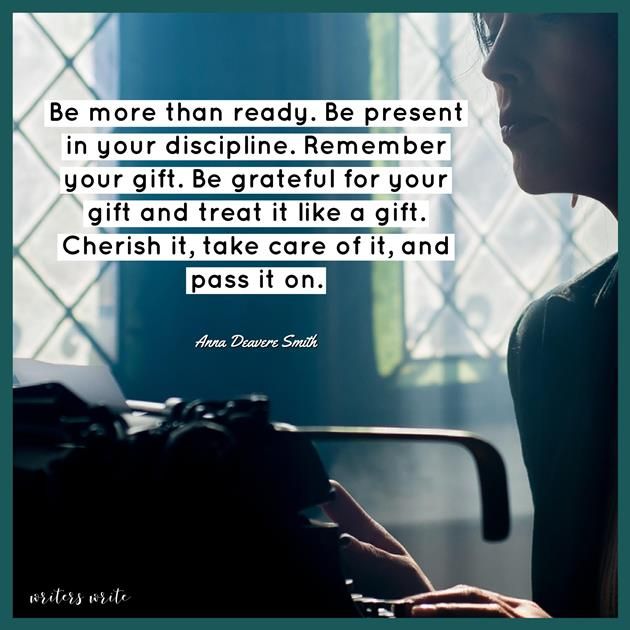 Be more than ready. Be present
in your discipline. Remember
your gift. Be grateful for your
gift and treat it like a gift.
Cherish it, take care of it, and
pass it on.
Anna Deavere Smith
writers write